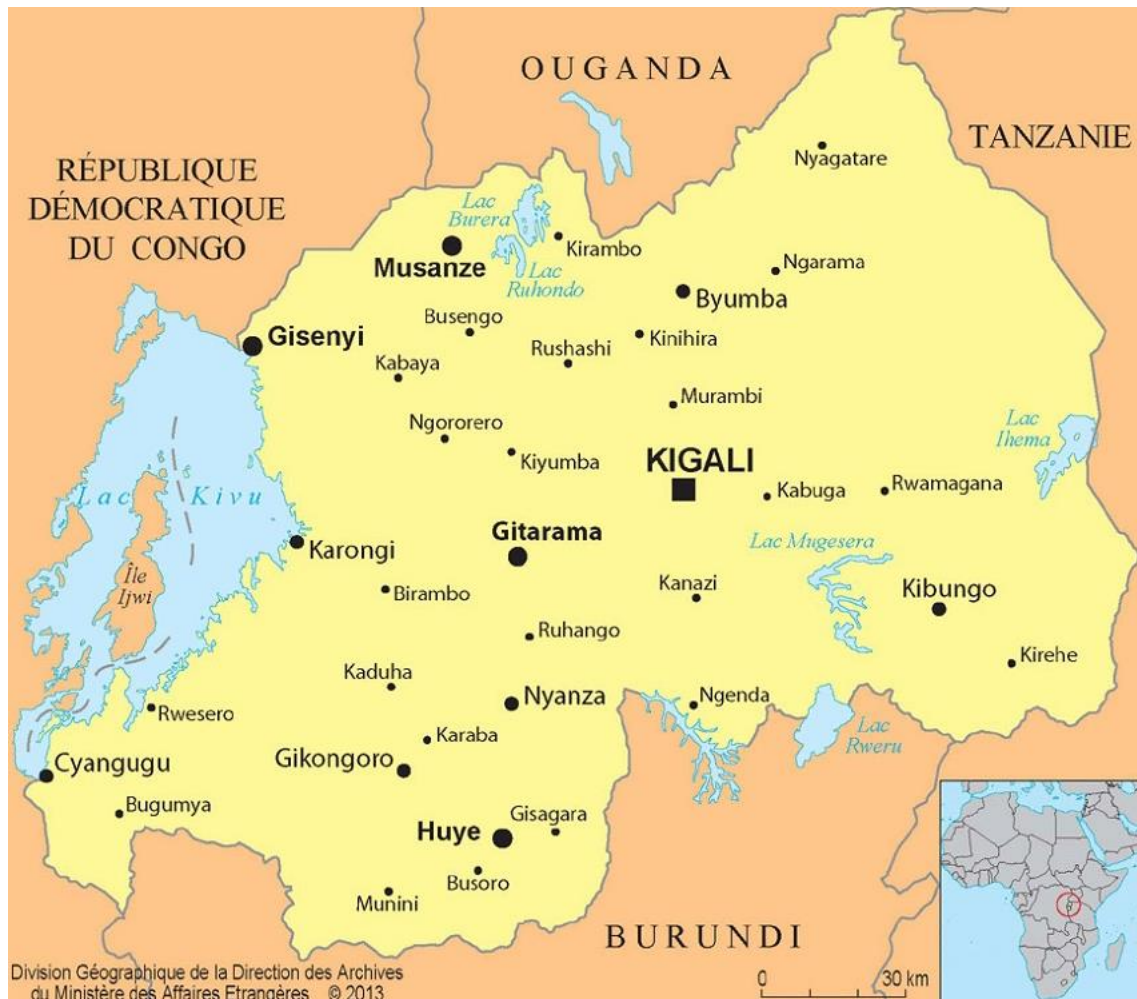 OUGANDA
TANZANIE
RÉPUBLIQUE
DÉMOCRATIQUE
DU CONGO
Nyagatare
Lac
Burera
Kirambo
Musanze
Lac
Ruhondo
Ngarama
Byumba
Busengo
Gisenyi
Kinihira
Rushashi
Kabaya
Murambi
Ngororero
Lac
Ihema
Kiyumba
KIGALI
Lac Kivu
Kabuga
Rwamagana
Gitarama
Karongi
Lac Mugesera
Île
Ijwi
Birambo
Kanazi
Kibungo
Ruhango
Kirehe
Kaduha
Rwesero
Nyanza
Ngenda
Lac
Rweru
Karaba
Cyangugu
Gikongoro
Bugumya
Gisagara
Huye
Busoro
Munini
BURUNDI
Division Géographique de la Direction des Archives
du Ministère des Affaires Etrangères © 2013
0 30 km